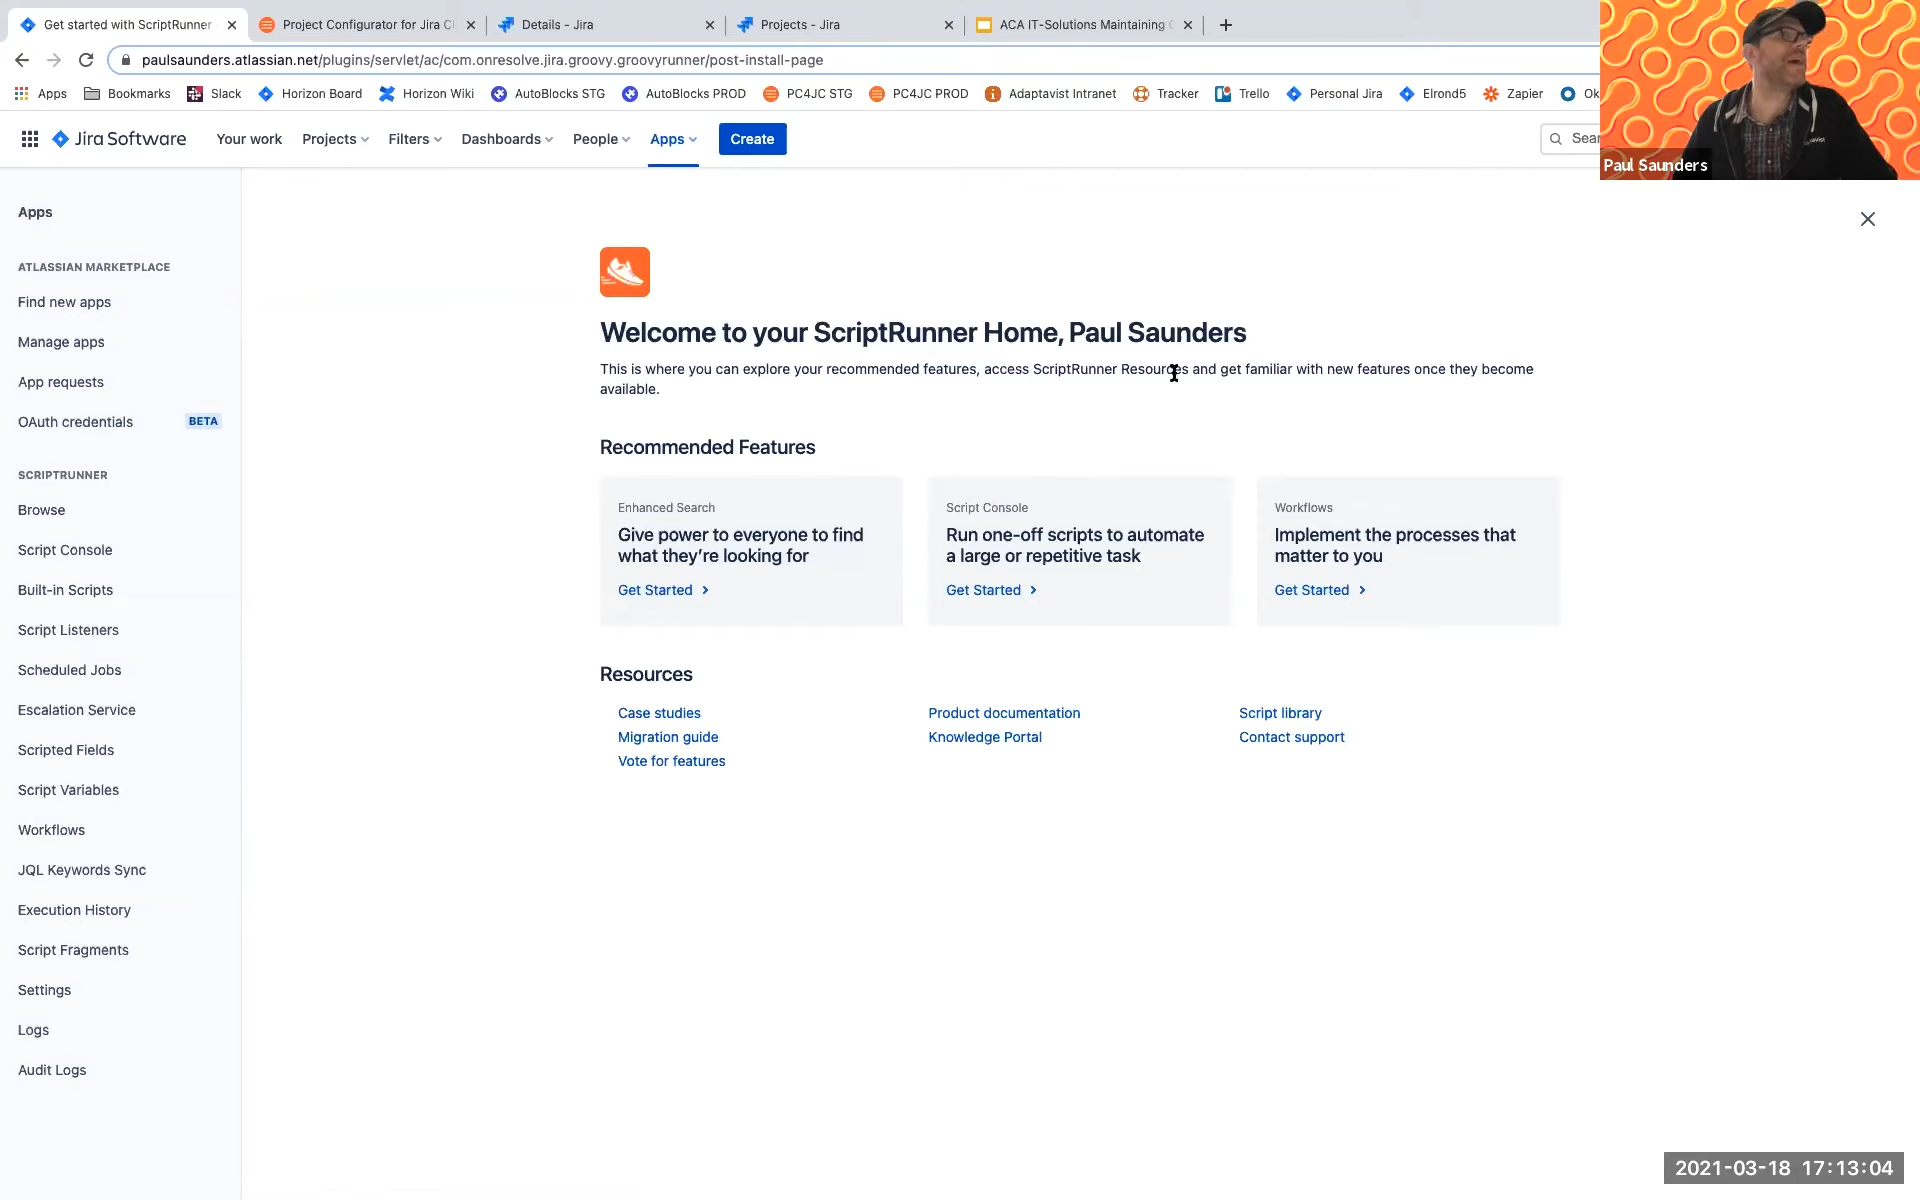 Get started with ScriptRunner
Project Configurator for Jira Cl
Details - Jira
Projects - Jira
ACA IT-Solutions Maintaining
paulsaunders.atlassian.net/plugins/servlet/ac/com.onresolve.jira.groovy.groovyrunner/post-install-page
Apps
Bookmarks
Slack
Horizon Board
Horizon Wiki
AutoBlocks STG
AutoBlocks PROD
PC4JC STG
PC4JC PROD
Adaptavist Intranet
Tracker
Trello
Personal Jira
Elrond5
Zapier
Ok
Jira Software
Your work
Projects
Filters
Dashboards
People
Apps
Create
Sear
Paul Saunders
Apps
ATLASSIAN MARKETPLACE
Find new apps
Manage apps
App requests
OAuth credentials BETA
SCRIPTRUNNER
Browse
Script Console
Built-in Scripts
Script Listeners
Scheduled Jobs
Escalation Service
Scripted Fields
Script Variables
Workflows
JQL Keywords Sync
Execution History
Script Fragments
Settings
Logs
Audit Logs
Welcome to your ScriptRunner Home, Paul Saunders
This is where you can explore your recommended features, access ScriptRunner Resources and get familiar with new features once they become
available.
Recommended Features
Enhanced Search
Give power to everyone to find
what they're looking for
Get Started
Script Console
Run one-off scripts to automate
a large or repetitive task
Get Started
Workflows
Implement the processes that
matter to you
Get Started
Resources
Case studies
Migration guide
Vote for features
Product documentation
Knowledge Portal
Script library
Contact support
2021-03-18 17:13:04